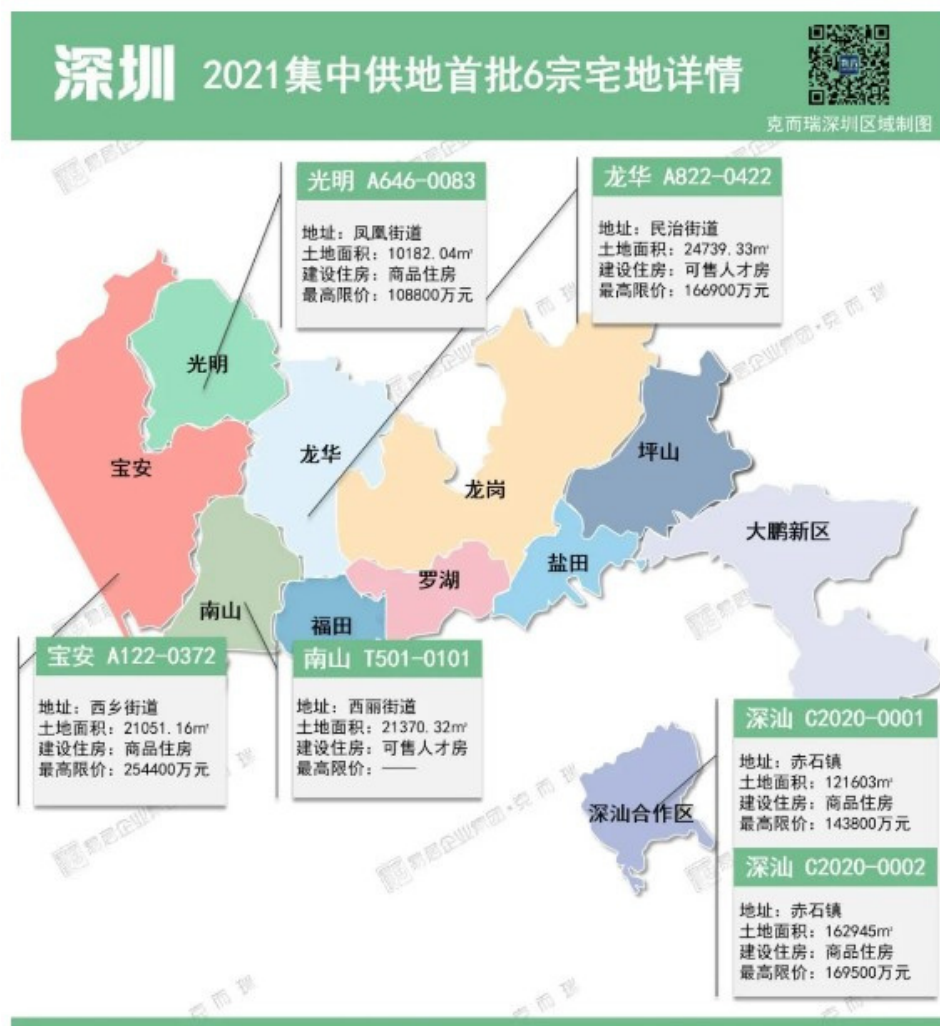 深圳 2021集中供地首批6宗宅地详情
克而瑞深圳区域制图
光明 A646-0083
地址：凤凰街道
土地面积：10182.04㎡
建设住房：商品住房
最高限价：108800万元
龙华 A822-0422
地址：民治街道
土地面积：24739.33㎡
建设住房：可售人才房
最高限价：166900万元
光明
宝安
龙华
龙岗
坪山
大鹏新区
盐田
罗湖
南山
福田
宝安 A122-0372
地址：西乡街道
土地面积：21051.16㎡
建设住房：商品住房
最高限价：254400万元
南山 T501-0101
地址：西丽街道
土地面积：21370.32㎡
建设住房：可售人才房
最高限价：——
深汕合作区
深汕 C2020-0001
地址：赤石镇
土地面积：121603㎡
建设住房：商品住房
最高限价：143800万元
深汕 C2020-0002
地址：赤石镇
土地面积：162945㎡
建设住房：商品住房
最高限价：169500万元